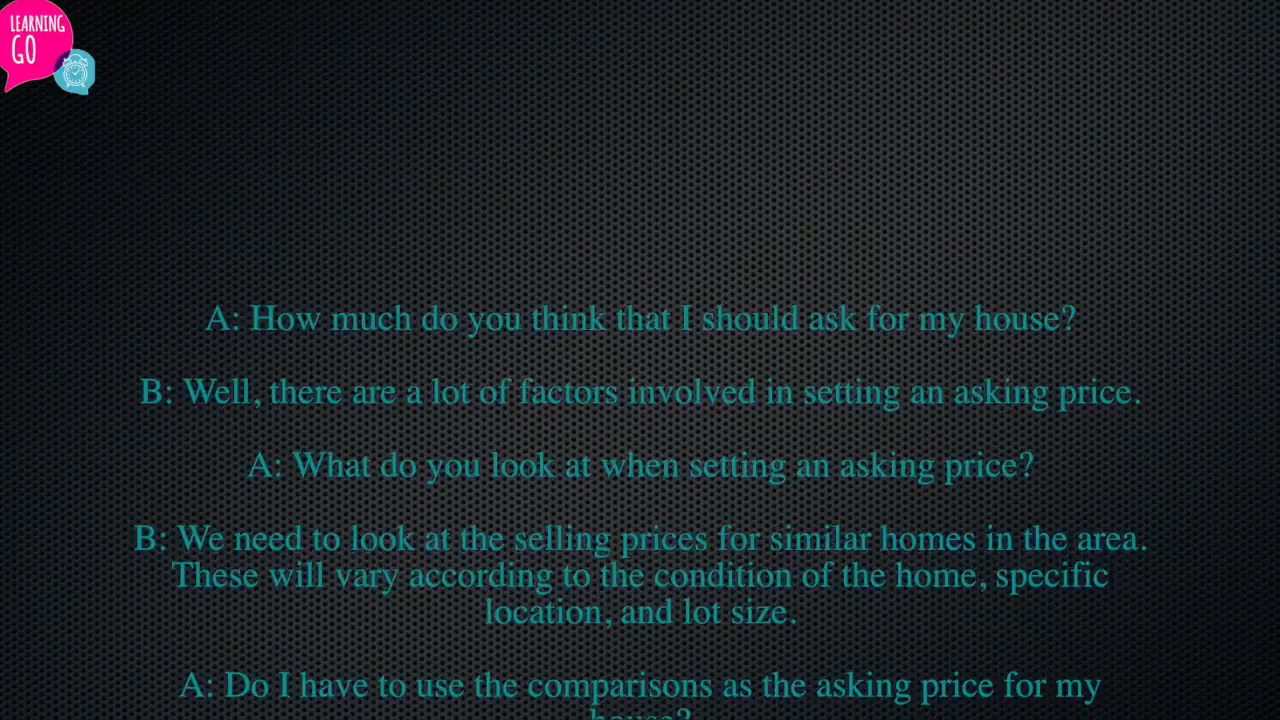 LEARNING
GO
A: How much do you think that I should ask for my house?
B: Well, there are a lot of factors involved in setting an asking price.
A: What do you look at when setting an asking price?
B: We need to look at the selling prices for similar homes in the area.
These will vary according to the condition of the home, specific
location, and lot size.
A: Do I have to use the comparisons as the asking price for my
house?